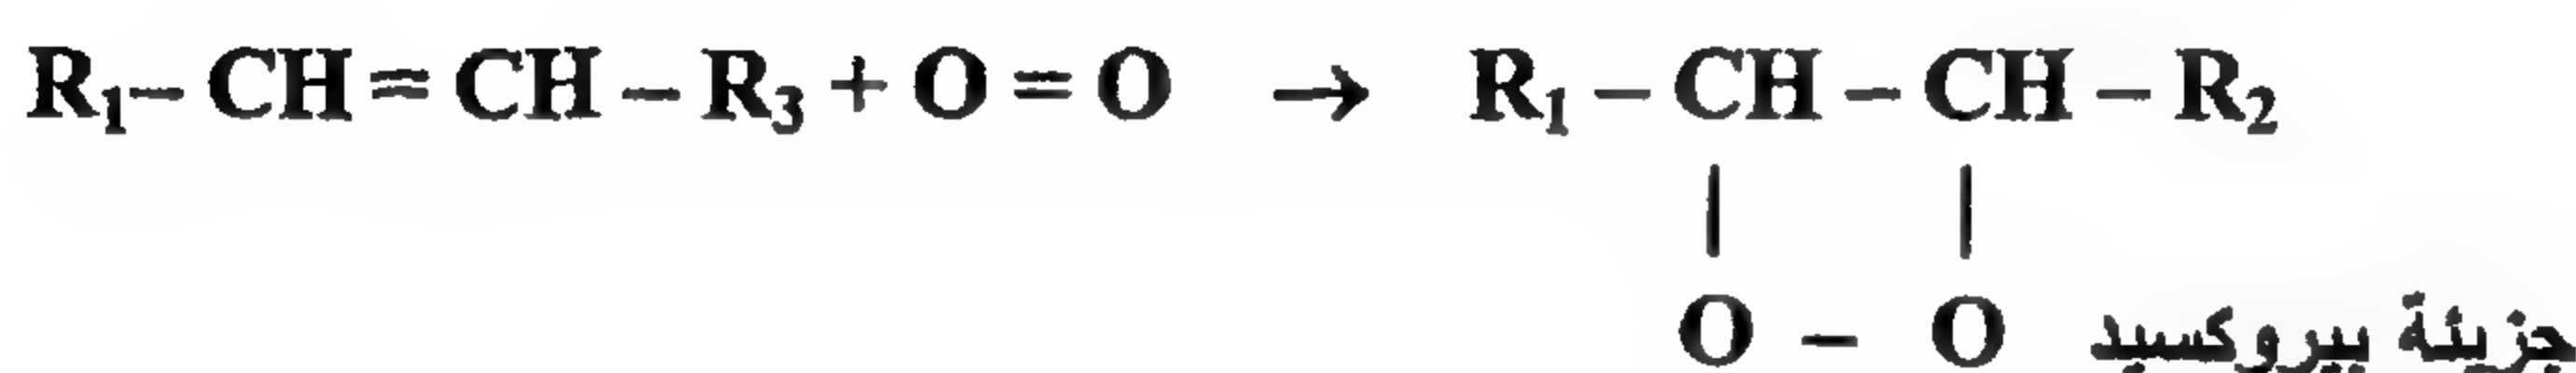 R₁– CH = CH – R₃ + O = O → R₁ – CH – CH – R₂
| |
O – O جزيئة بيروكسيد